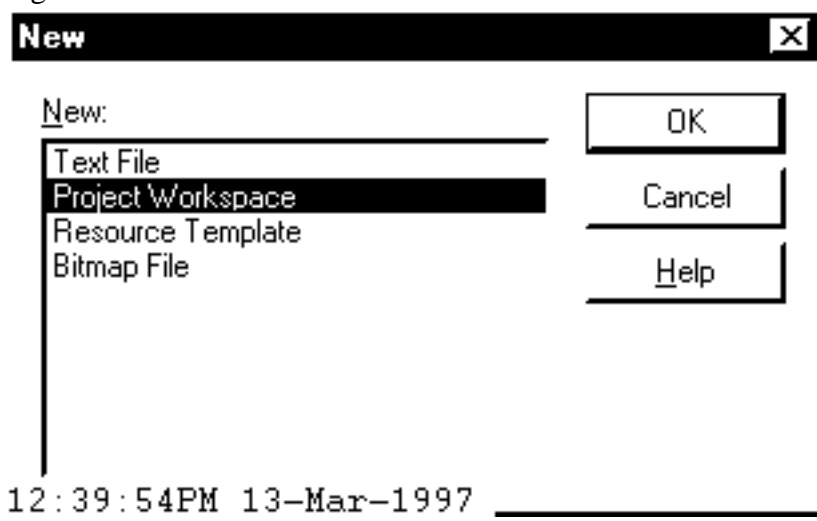 New
New:
OK
Text File
Project Workspace
Cancel
Resource Template
Bitmap File
Help
12:39:54PM 13-Mar-1997